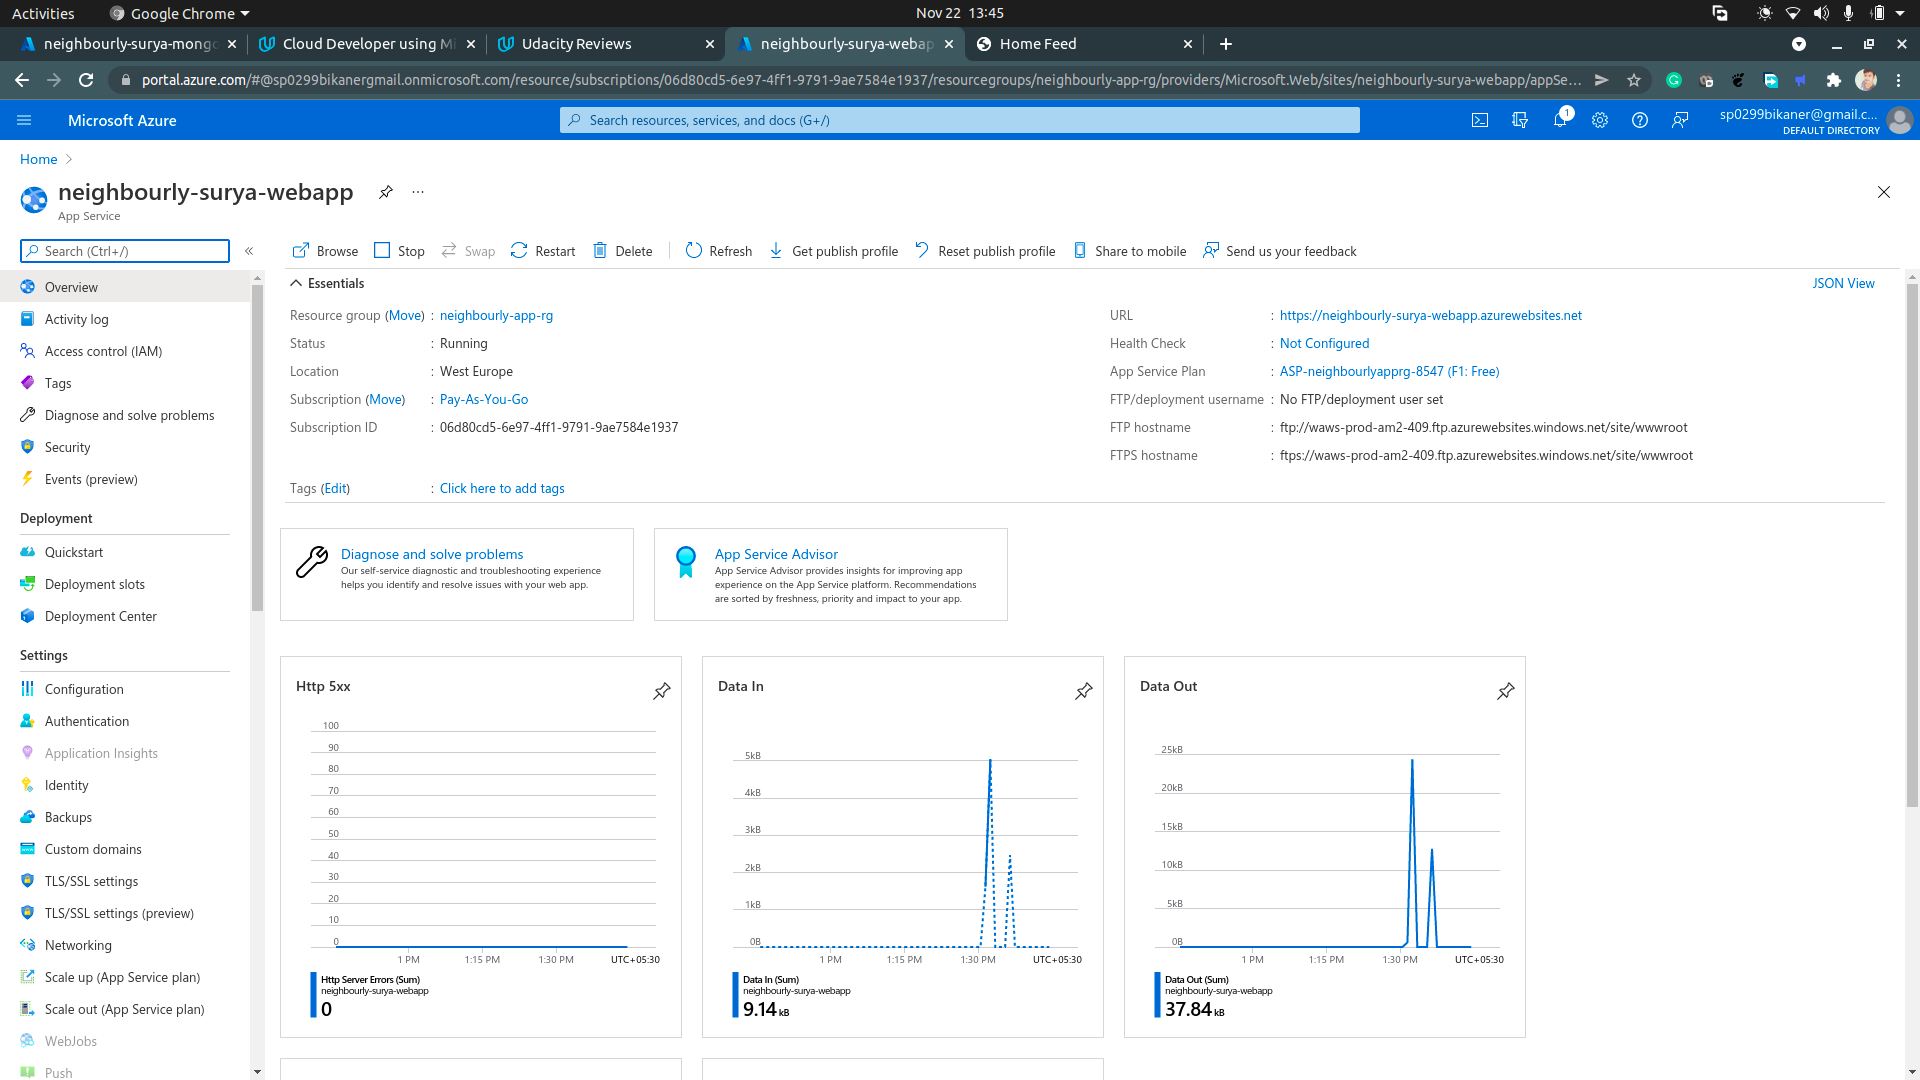 Activities
Google Chrome
Nov 22 13:45
neighbourly-surya-mongo
Cloud Developer using Mi
Udacity Reviews
neighbourly-surya-webap
Home Feed
portal.azure.com/#@sp0299bikanergmail.onmicrosoft.com/resource/subscriptions/06d80cd5-6e97-4ff1-9791-9ae7584e1937/resourcegroups/neighbourly-app-rg/providers/Microsoft.Web/sites/neighbourly-surya-webapp/appSe...
Microsoft Azure
Search resources, services, and docs (G+/)
1
sp0299bikaner@gmail.c...
DEFAULT DIRECTORY
Home
neighbourly-surya-webapp
App Service
Search (Ctrl+/)
Overview
Activity log
Access control (IAM)
Tags
Diagnose and solve problems
Security
Events (preview)
Deployment
Quickstart
Deployment slots
Deployment Center
Settings
Configuration
Authentication
Application Insights
Identity
Backups
Custom domains
TLS/SSL settings
TLS/SSL settings (preview)
Networking
Scale up (App Service plan)
Scale out (App Service plan)
WebJobs
Push
Browse
Stop
Swap
Restart
Delete
Refresh
Get publish profile
Reset publish profile
Share to mobile
Send us your feedback
Essentials
JSON View
Resource group (Move) : neighbourly-app-rg
Status : Running
Location : West Europe
Subscription (Move) : Pay-As-You-Go
Subscription ID : 06d80cd5-6e97-4ff1-9791-9ae7584e1937
Tags (Edit) : Click here to add tags
URL : https://neighbourly-surya-webapp.azurewebsites.net
Health Check : Not Configured
App Service Plan : ASP-neighbourlyapprg-8547 (F1: Free)
FTP/deployment username : No FTP/deployment user set
FTP hostname : ftp://waws-prod-am2-409.ftp.azurewebsites.windows.net/site/wwwroot
FTPS hostname : ftps://waws-prod-am2-409.ftp.azurewebsites.windows.net/site/wwwroot
Diagnose and solve problems
Our self-service diagnostic and troubleshooting experience
helps you identify and resolve issues with your web app.
App Service Advisor
App Service Advisor provides insights for improving app
experience on the App Service platform. Recommendations
are sorted by freshness, priority and impact to your app.
Http 5xx
100
90
80
70
60
50
40
30
20
10
0
1 PM 1:15 PM 1:30 PM UTC+05:30
Http Server Errors (Sum)
neighbourly-surya-webapp
0
Data In
5kB
4kB
3kB
2kB
1kB
0B
1 PM 1:15 PM 1:30 PM UTC+05:30
Data In (Sum)
neighbourly-surya-webapp
9.14 kB
Data Out
25kB
20kB
15kB
10kB
5kB
0B
1 PM 1:15 PM 1:30 PM UTC+05:30
Data Out (Sum)
neighbourly-surya-webapp
37.84 kB